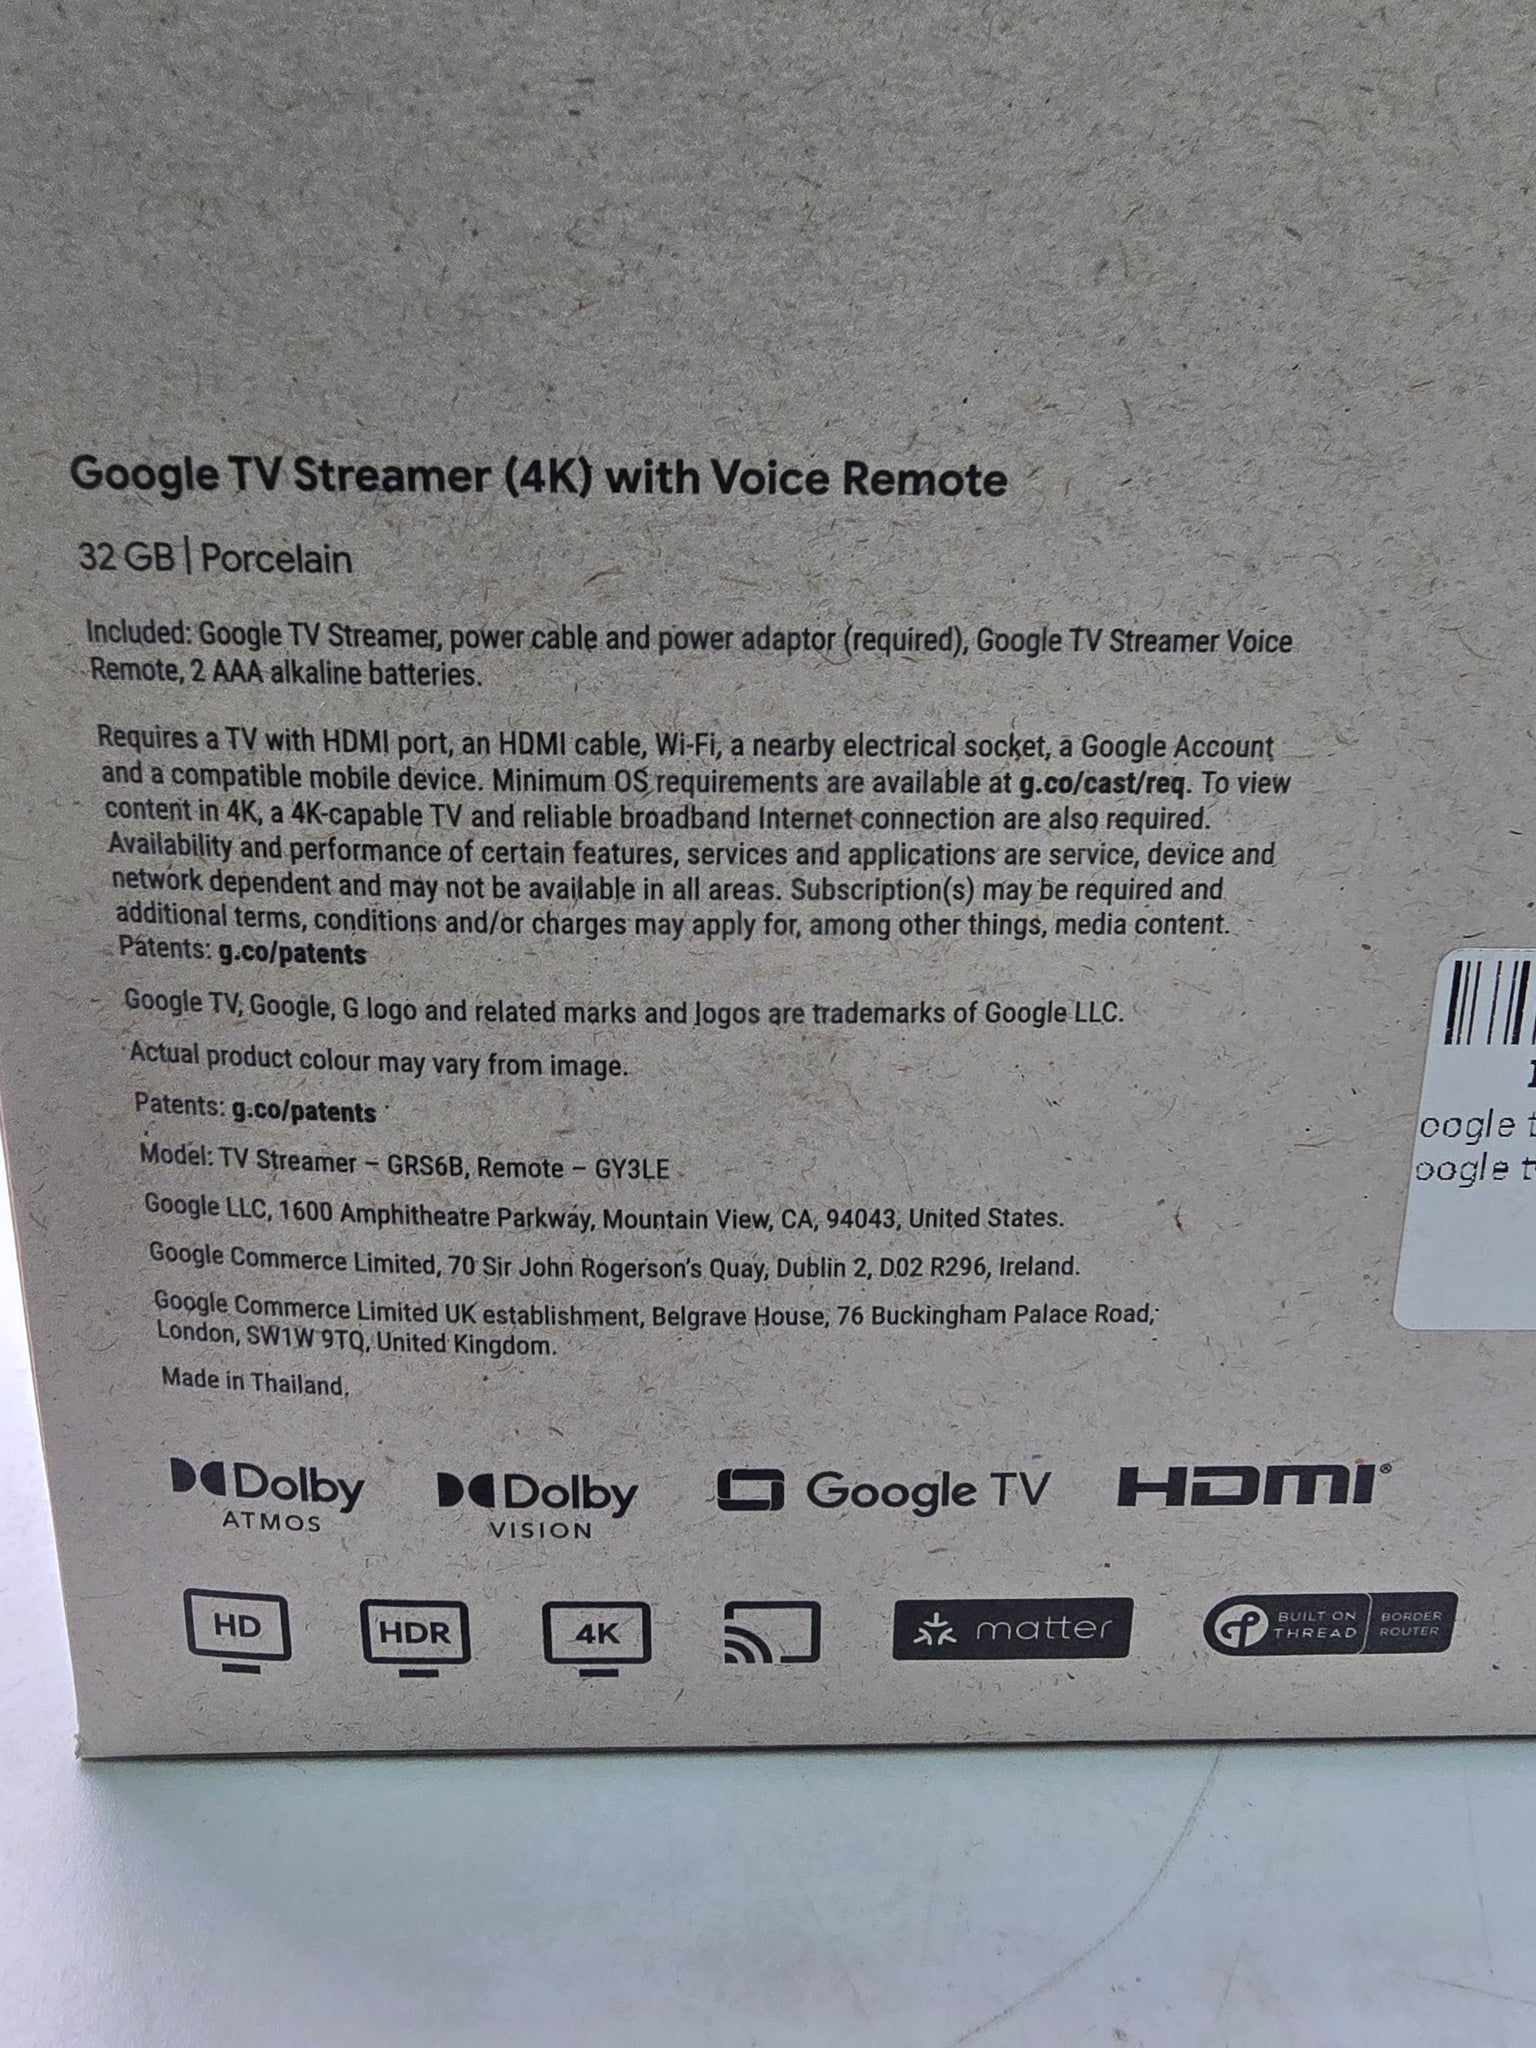 Google TV Streamer (4K) with Voice Remote
32 GB | Porcelain
Included: Google TV Streamer, power cable and power adaptor (required), Google TV Streamer Voice
Remote, 2 AAA alkaline batteries.
Requires a TV with HDMI port, an HDMI cable, Wi-Fi, a nearby electrical socket, a Google Account
and a compatible mobile device. Minimum OS requirements are available at g.co/cast/req. To view
content in 4K, a 4K-capable TV and reliable broadband Internet connection are also required.
Availability and performance of certain features, services and applications are service, device and
network dependent and may not be available in all areas. Subscription(s) may be required and
additional terms, conditions and/or charges may apply for, among other things, media content.
Patents: g.co/patents
Google TV, Google, G logo and related marks and logos are trademarks of Google LLC.
Actual product colour may vary from image.
Patents: g.co/patents
Model: TV Streamer – GRS6B, Remote – GY3LE
Google LLC, 1600 Amphitheatre Parkway, Mountain View, CA, 94043, United States.
Google Commerce Limited, 70 Sir John Rogerson's Quay, Dublin 2, D02 R296, Ireland.
Google Commerce Limited UK establishment, Belgrave House, 76 Buckingham Palace Road,
London, SW1W 9TQ, United Kingdom.
Made in Thailand.
oogle t
oogle t
Dolby ATMOS Dolby VISION Google TV HDMI®
HD HDR 4K matter BUILT ON THREAD BORDER ROUTER